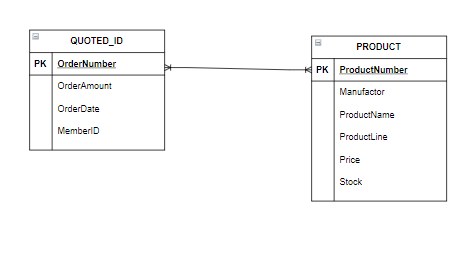 QUOTED_ID
PK OrderNumber
OrderAmount
OrderDate
MemberID
PRODUCT
PK ProductNumber
Manufactor
ProductName
ProductLine
Price
Stock